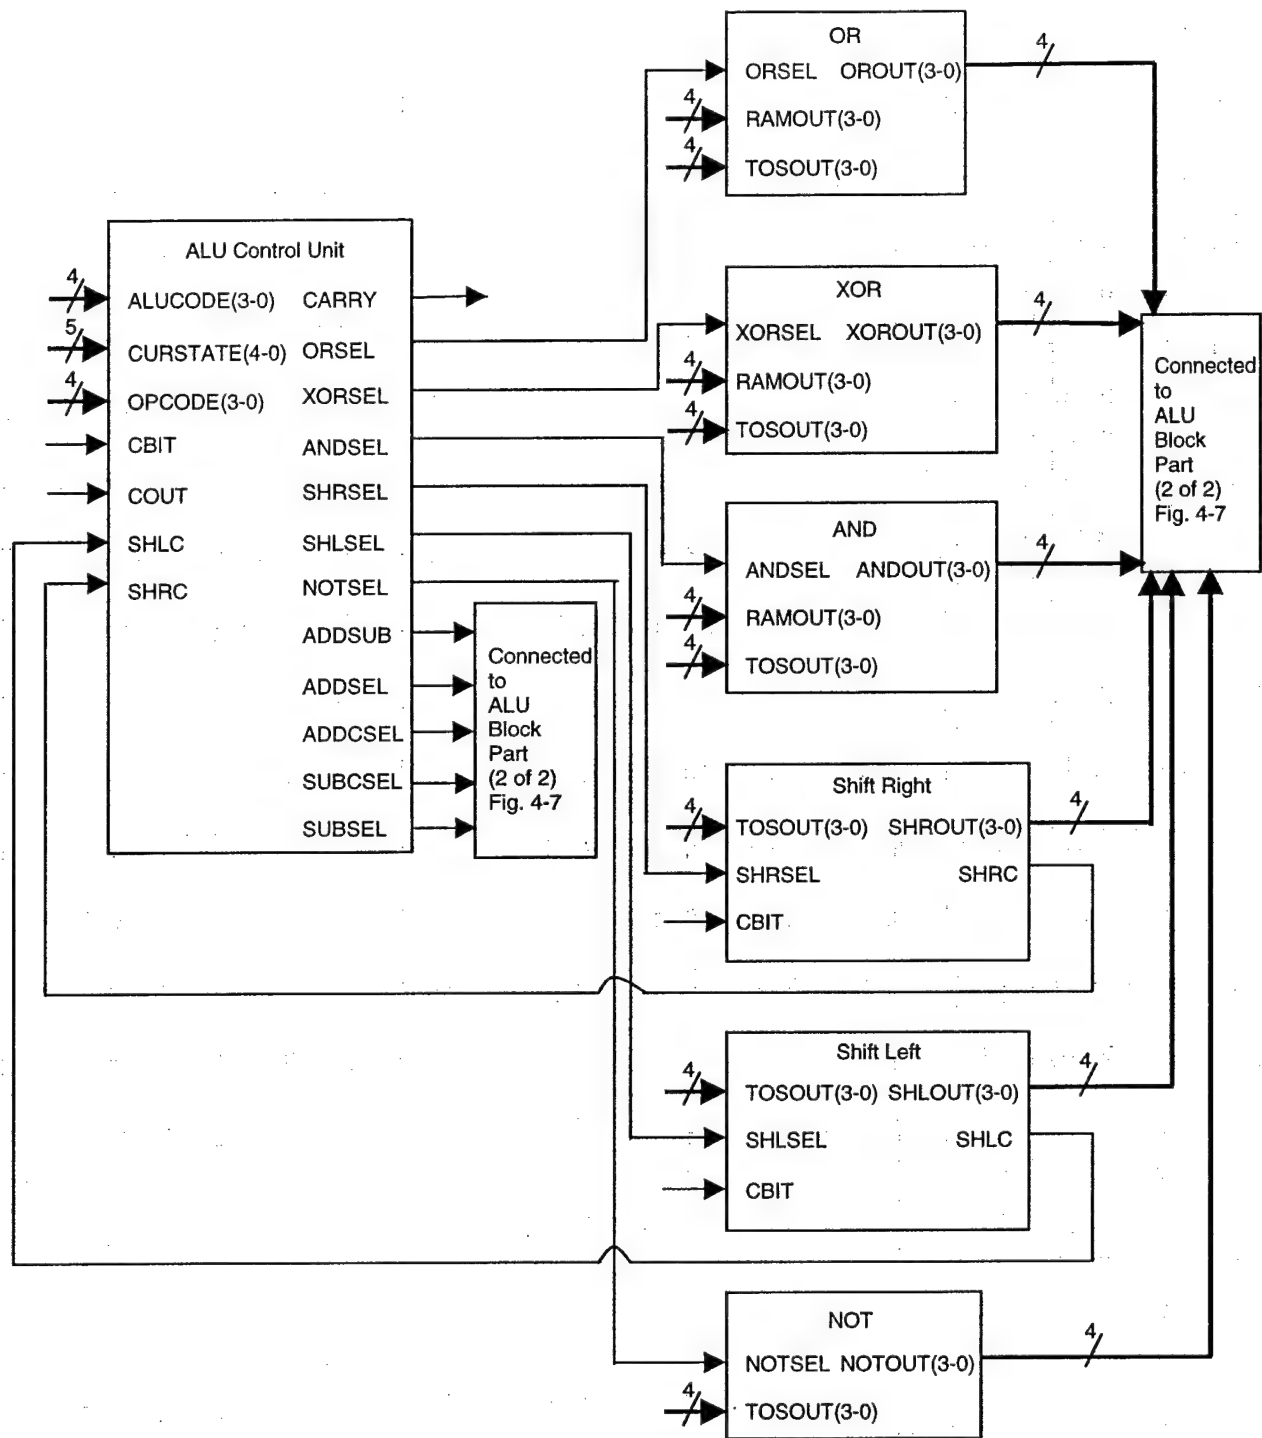 OR
4
ORSEL OROUT(3-0)
4
RAMOUT(3-0)
4
TOSOUT(3-0)
ALU Control Unit
4
ALUCODE(3-0) CARRY
5
CURSTATE(4-0) ORSEL
4
OPCODE(3-0) XORSEL
CBIT ANDSEL
COUT SHRSEL
SHLC SHLSEL
SHRC NOTSEL
ADDSUB
ADDSEL
ADDCSEL
SUBCSEL
SUBSEL
Connected
to
ALU
Block
Part
(2 of 2)
Fig. 4-7
XOR
4
XORSEL XOROUT(3-0)
4
RAMOUT(3-0)
4
TOSOUT(3-0)
Connected
to
ALU
Block
Part
(2 of 2)
Fig. 4-7
AND
4
ANDSEL ANDOUT(3-0)
4
RAMOUT(3-0)
4
TOSOUT(3-0)
Shift Right
4
4
TOSOUT(3-0) SHROUT(3-0)
SHRSEL SHRC
CBIT
Shift Left
4
4
TOSOUT(3-0) SHLOUT(3-0)
SHLSEL SHLC
CBIT
NOT
4
NOTSEL NOTOUT(3-0)
4
TOSOUT(3-0)